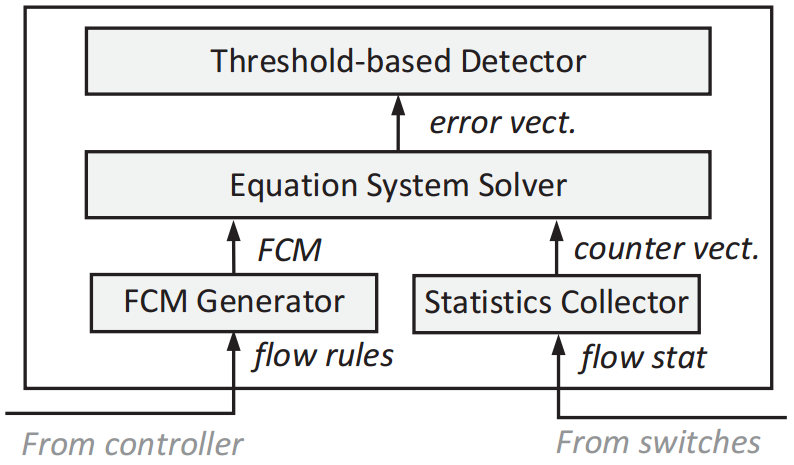 Threshold-based Detector
error vect.
Equation System Solver
FCM
counter vect.
FCM Generator
Statistics Collector
flow rules
flow stat
From controller
From switches